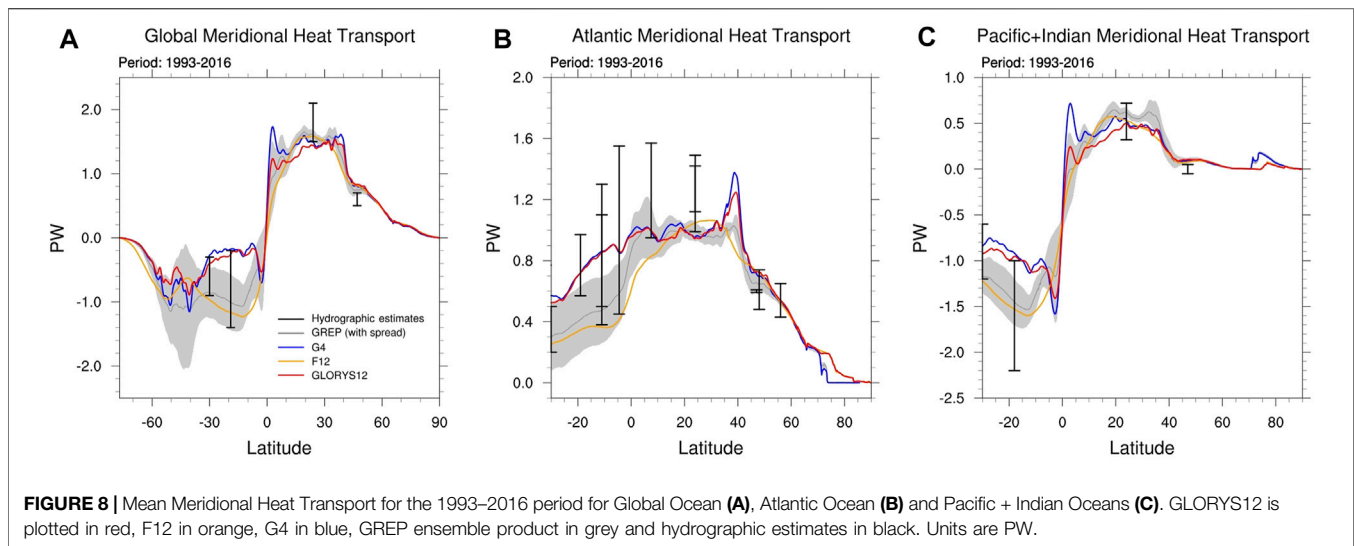 A
Global Meridional Heat Transport
Period: 1993-2016
PW
2.0
1.0
0.0
-1.0
-2.0
-60
-30
0
30
60
90
Latitude
Hydrographic estimates
GREP (with spread)
G4
F12
GLORYS12
B
Atlantic Meridional Heat Transport
Period: 1993-2016
PW
2.0
1.6
1.2
0.8
0.4
0.0
-20
0
20
40
60
80
Latitude
C
Pacific+Indian Meridional Heat Transport
Period: 1993-2016
PW
1.0
0.5
0.0
-0.5
-1.0
-1.5
-2.0
-2.5
-20
0
20
40
60
80
Latitude
FIGURE 8 | Mean Meridional Heat Transport for the 1993–2016 period for Global Ocean (A), Atlantic Ocean (B) and Pacific + Indian Oceans (C). GLORYS12 is
plotted in red, F12 in orange, G4 in blue, GREP ensemble product in grey and hydrographic estimates in black. Units are PW.